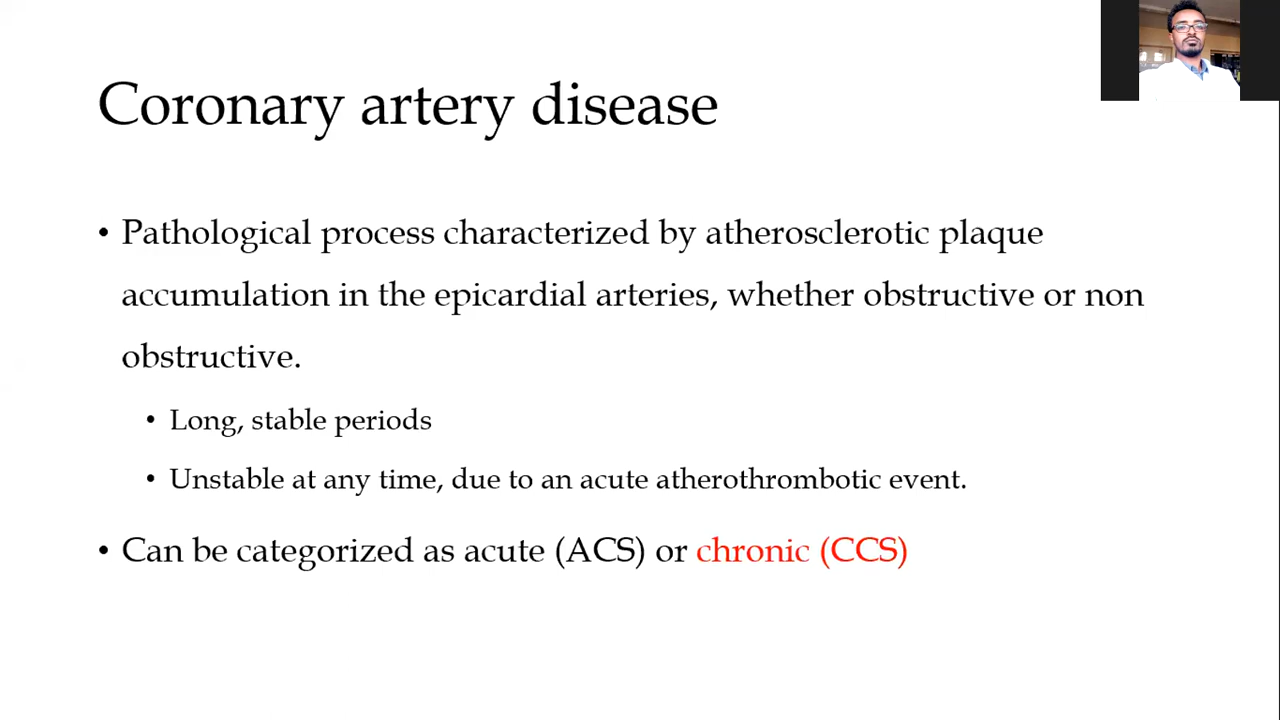 Coronary artery disease
• Pathological process characterized by atherosclerotic plaque
accumulation in the epicardial arteries, whether obstructive or non
obstructive.
• Long, stable periods
• Unstable at any time, due to an acute atherothrombotic event.
• Can be categorized as acute (ACS) or chronic (CCS)